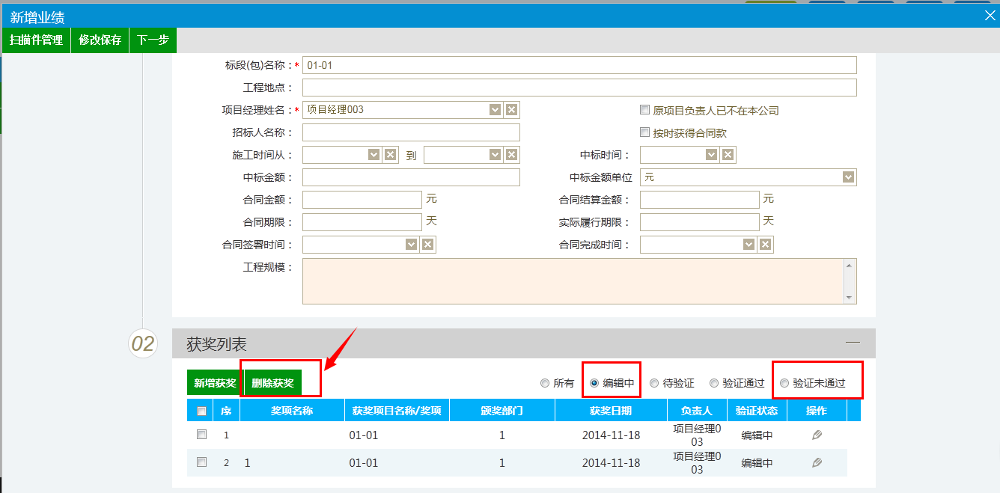 新增业绩
扫描件管理 修改保存 下一步
标段(包)名称：* 01-01
工程地点：
项目经理姓名：* 项目经理003 原项目负责人已不在本公司
招标人名称： 按时获得合同款
施工时间从： 到 中标时间：
中标金额： 中标金额单位 元
合同金额： 元 合同结算金额： 元
合同期限： 天 实际履行期限： 天
合同签署时间： 合同完成时间：
工程规模：
02 获奖列表
新增获奖 删除获奖 所有 编辑中 待验证 验证通过 验证未通过
序 奖项名称 获奖项目名称/奖项 颁奖部门 获奖日期 负责人 验证状态 操作
1 01-01 1 2014-11-18 项目经理003 编辑中
2 1 01-01 1 2014-11-18 项目经理003 编辑中